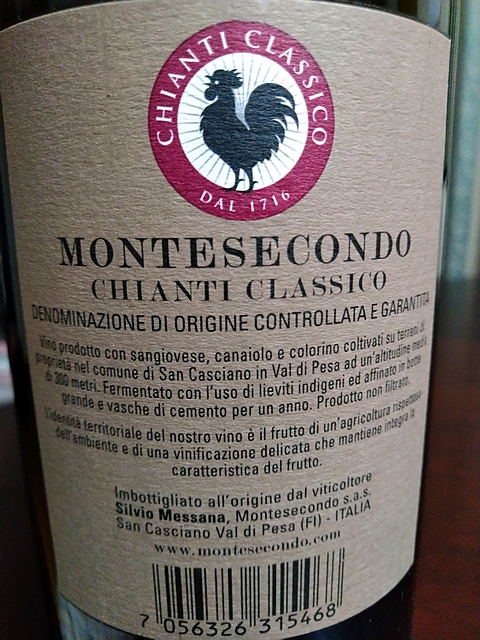 CHIANTI CLASSICO
DAL 1716
MONTESECONDO
CHIANTI CLASSICO
DENOMINAZIONE DI ORIGINE CONTROLLATA E GARANTITA
Vino prodotto con sangiovese, canaiolo e colorino coltivati su terreni di
proprietà nel comune di San Casciano in Val di Pesa ad un'altitudine media
di 300 metri. Fermentato con l'uso di lieviti indigeni ed affinato in botte
grande e vasche di cemento per un anno. Prodotto non filtrato.
L'identità territoriale del nostro vino è il frutto di un'agricoltura rispettosa
dell'ambiente e di una vinificazione delicata che mantiene integra la
caratteristica del frutto.
Imbottigliato all'origine dal viticoltore
Silvio Messana, Montesecondo s.a.s.
San Casciano Val di Pesa (FI) - ITALIA
www.montesecondo.com
7 056326 315468